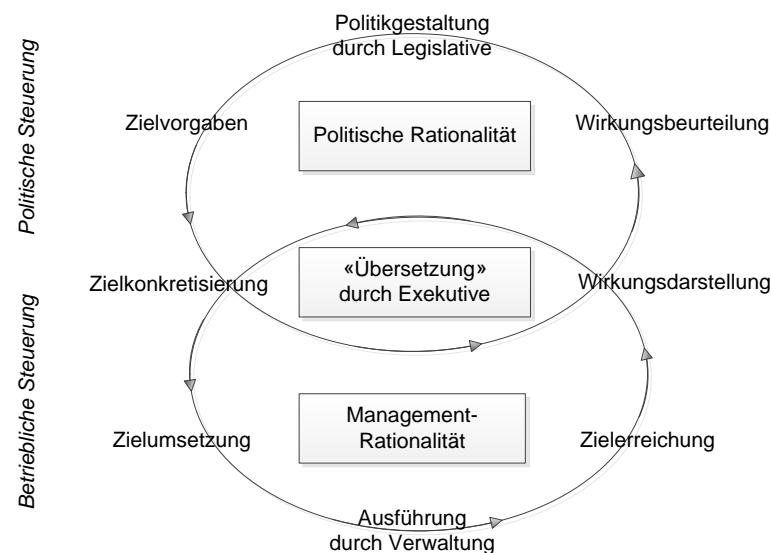 Politikgestaltung
durch Legislative
Politische Steuerung
Zielvorgaben
Politische Rationalität
Wirkungsbeurteilung
Zielkonkretisierung
«Übersetzung»
durch Exekutive
Wirkungsdarstellung
Betriebliche Steuerung
Zielumsetzung
Management-
Rationalität
Zielerreichung
Ausführung
durch Verwaltung